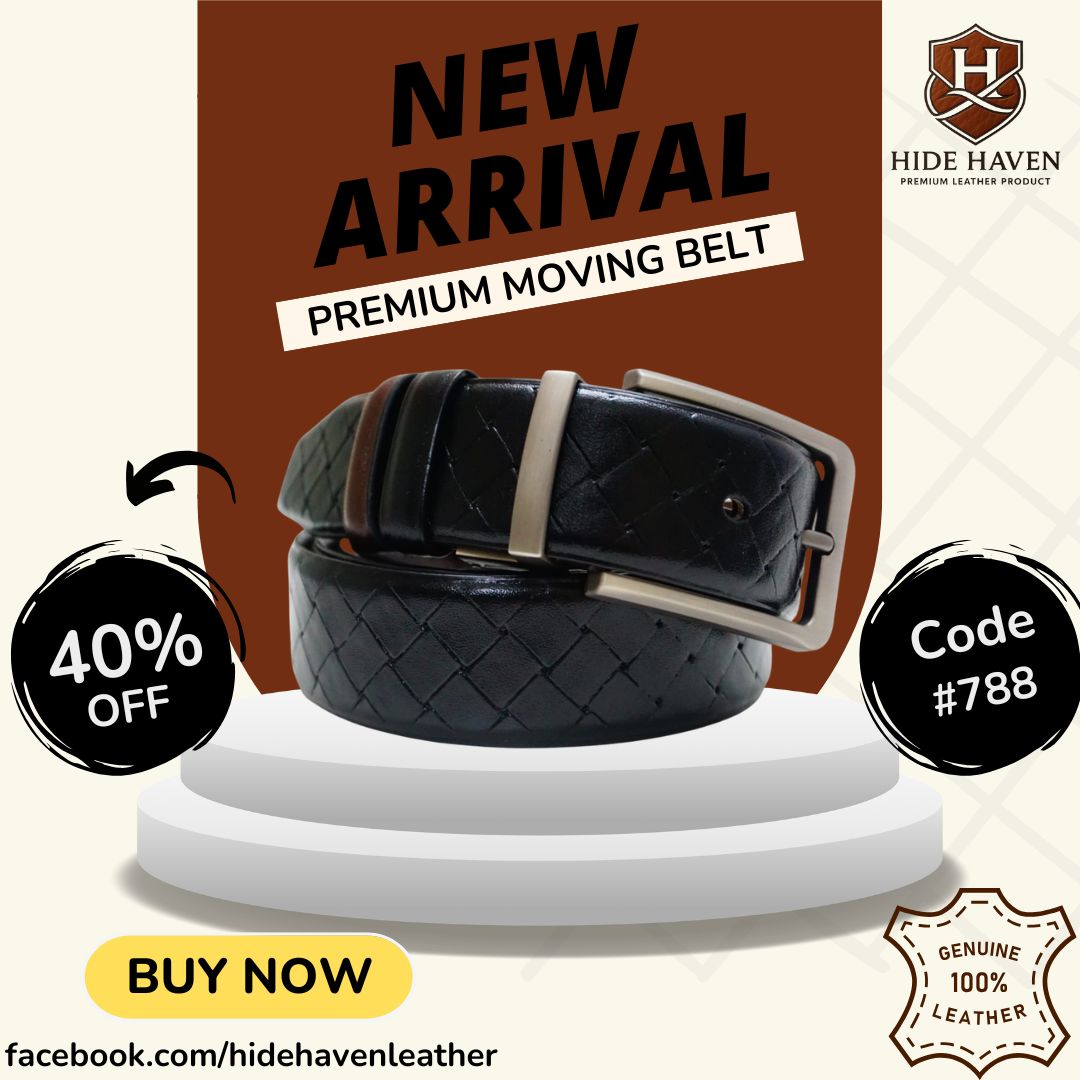 NEW
ARRIVAL
PREMIUM MOVING BELT
H
HIDE HAVEN
PREMIUM LEATHER PRODUCT
40%
OFF
Code
#788
BUY NOW
facebook.com/hidehavenleather
GENUINE
100%
LEATHER